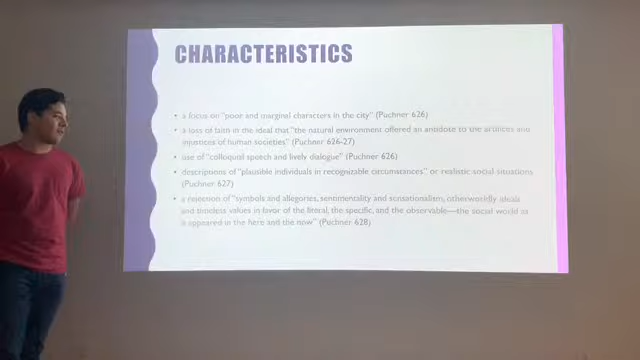 CHARACTERISTICS
• a focus on "poor and marginal characters in the city" (Puchner 626)
• a loss of faith in the ideal that "the natural environment offered an antidote to the artifices and
injustices of human societies" (Puchner 626-27)
• use of "colloquial speech and lively dialogue" (Puchner 626)
• descriptions of "plausible individuals in recognizable circumstances" or realistic social situations
(Puchner 627)
• a rejection of "symbols and allegories, sentimentality and sensationalism, otherworldly ideals
and timeless values in favor of the literal, the specific, and the observable—the social world as
it appeared in the here and the now" (Puchner 628)